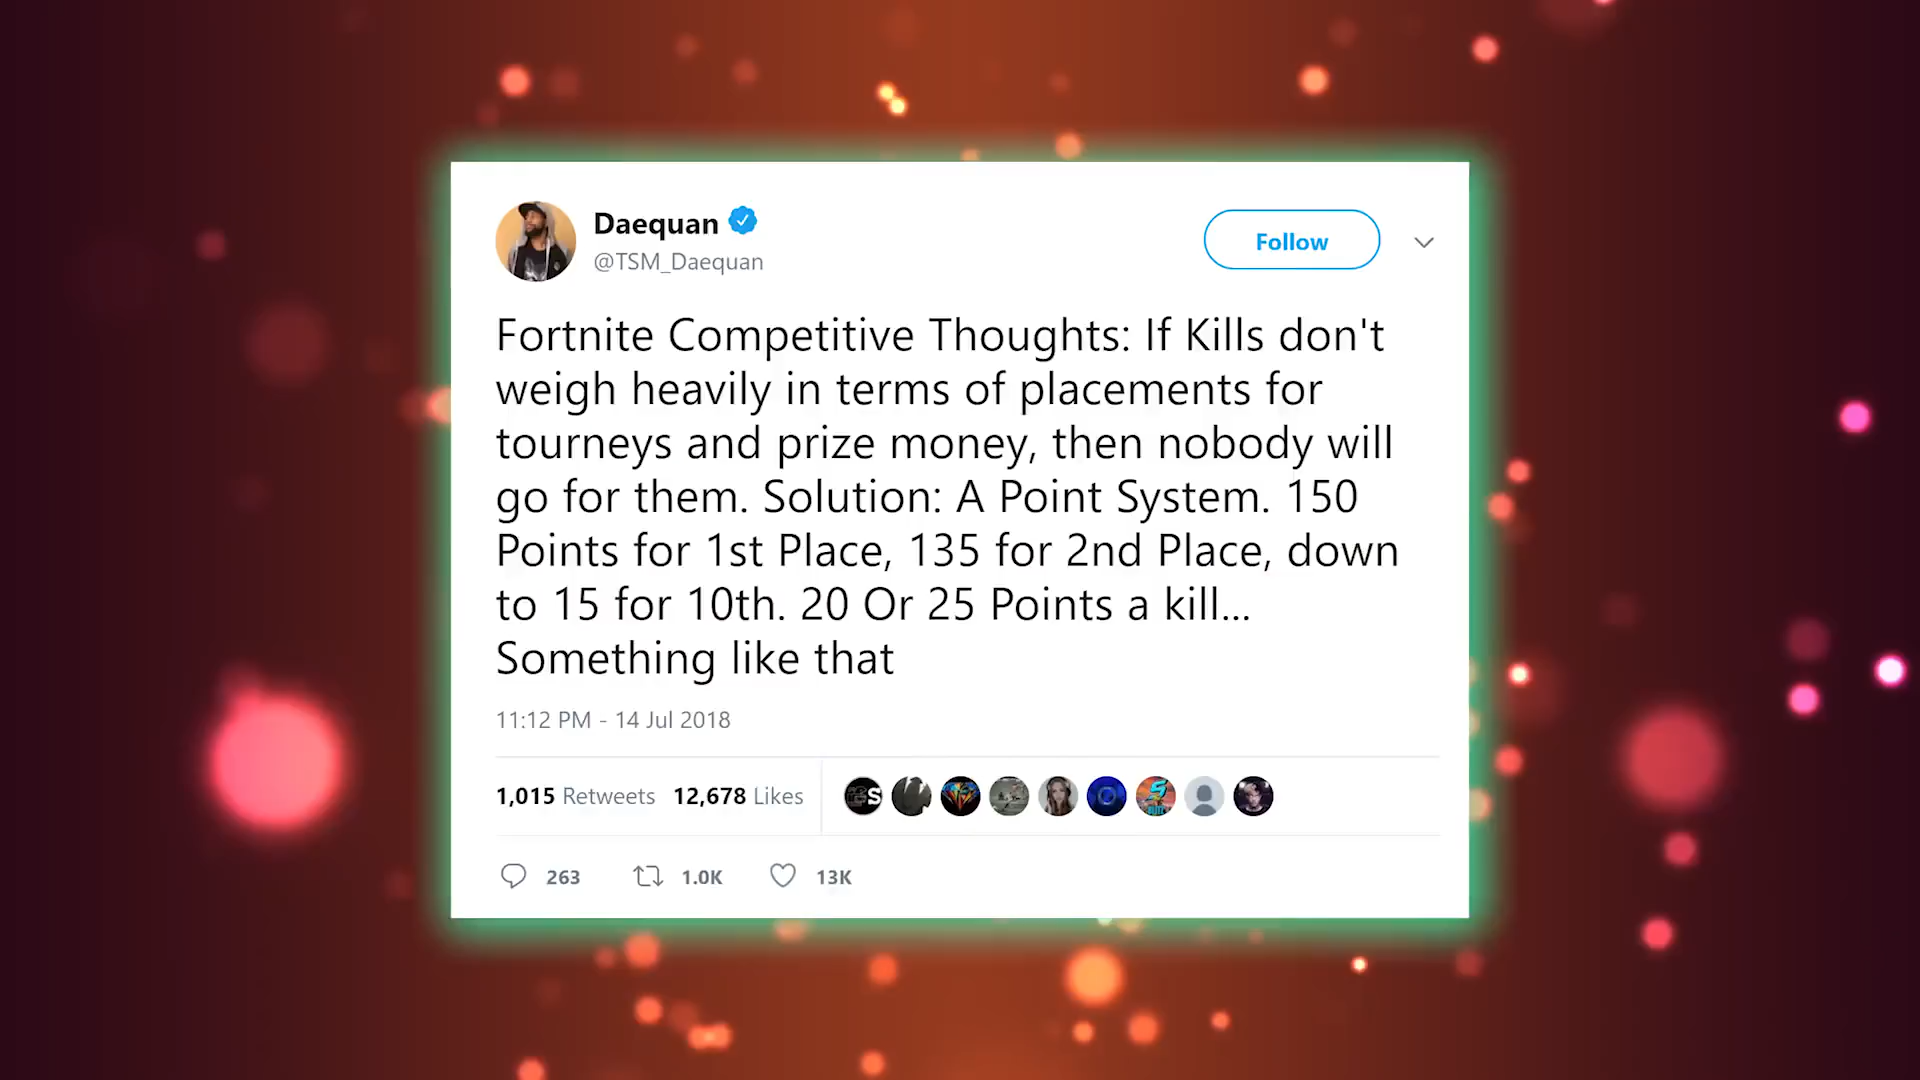 Daequan
@TSM_Daequan
Follow
Fortnite Competitive Thoughts: If Kills don't
weigh heavily in terms of placements for
tourneys and prize money, then nobody will
go for them. Solution: A Point System. 150
Points for 1st Place, 135 for 2nd Place, down
to 15 for 10th. 20 Or 25 Points a kill...
Something like that
11:12 PM - 14 Jul 2018
1,015 Retweets 12,678 Likes
263 1.0K 13K